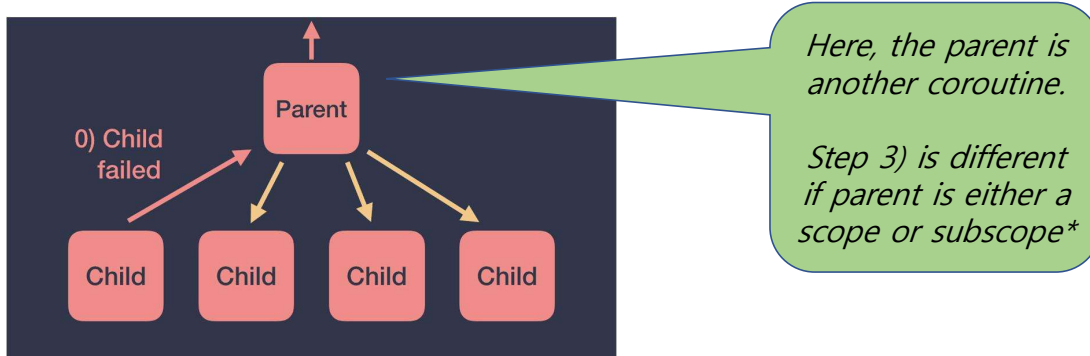 Parent
0) Child
failed
Child
Child
Child
Child
Here, the parent is
another coroutine.
Step 3) is different
if parent is either a
scope or subscope*